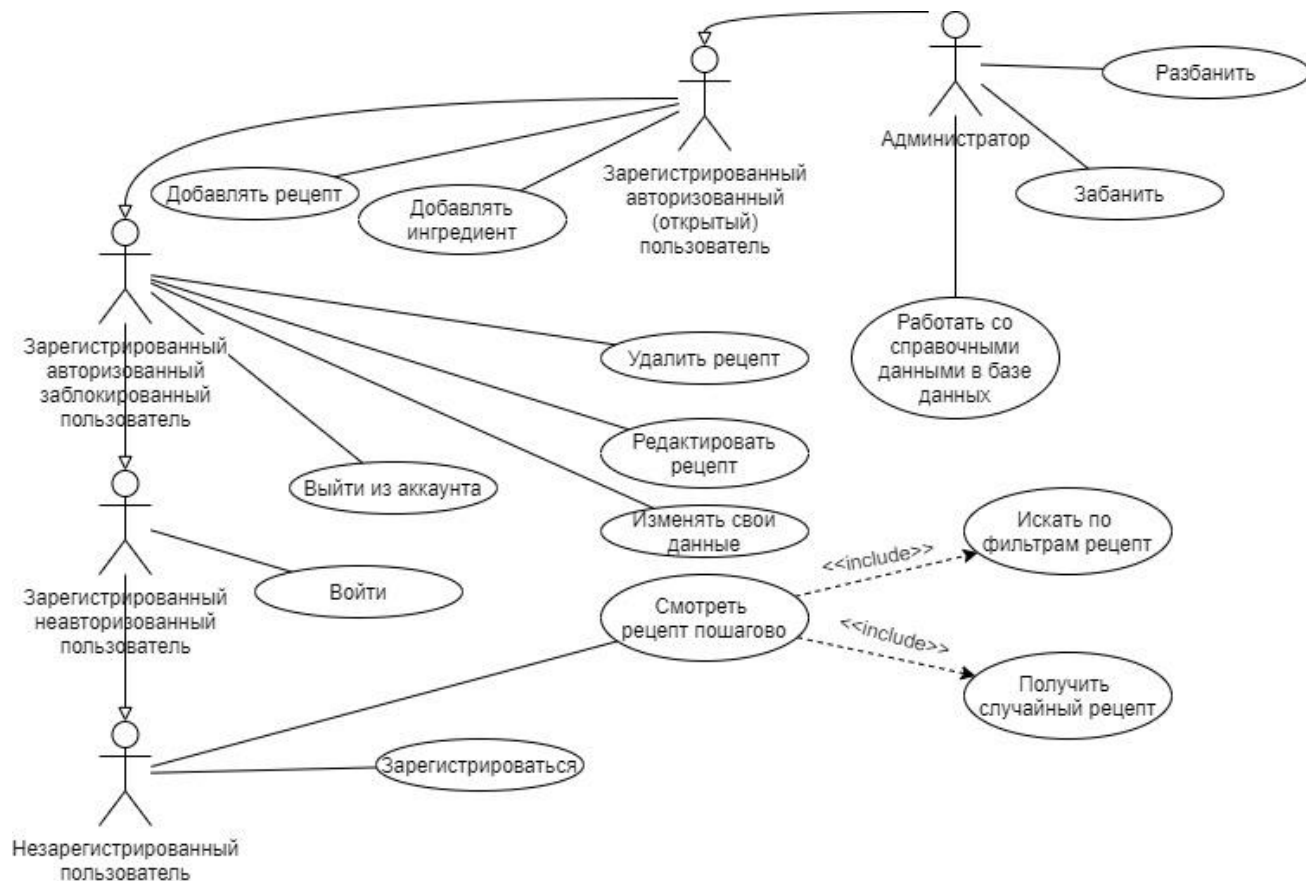 Разбанить
Администратор
Забанить
Зарегистрированный
авторизованный
(открытый)
пользователь
Добавлять рецепт
Добавлять
ингредиент
Работать со
справочными
данными в базе
данных
Зарегистрированный
авторизованный
заблокированный
пользователь
Удалить рецепт
Редактировать
рецепт
Выйти из аккаунта
Изменять свои
данные
Искать по
фильтрам рецепт
<<include>>
Зарегистрированный
неавторизованный
пользователь
Войти
Смотреть
рецепт пошагово
<<include>>
Получить
случайный рецепт
Зарегистрироваться
Незарегистрированный
пользователь